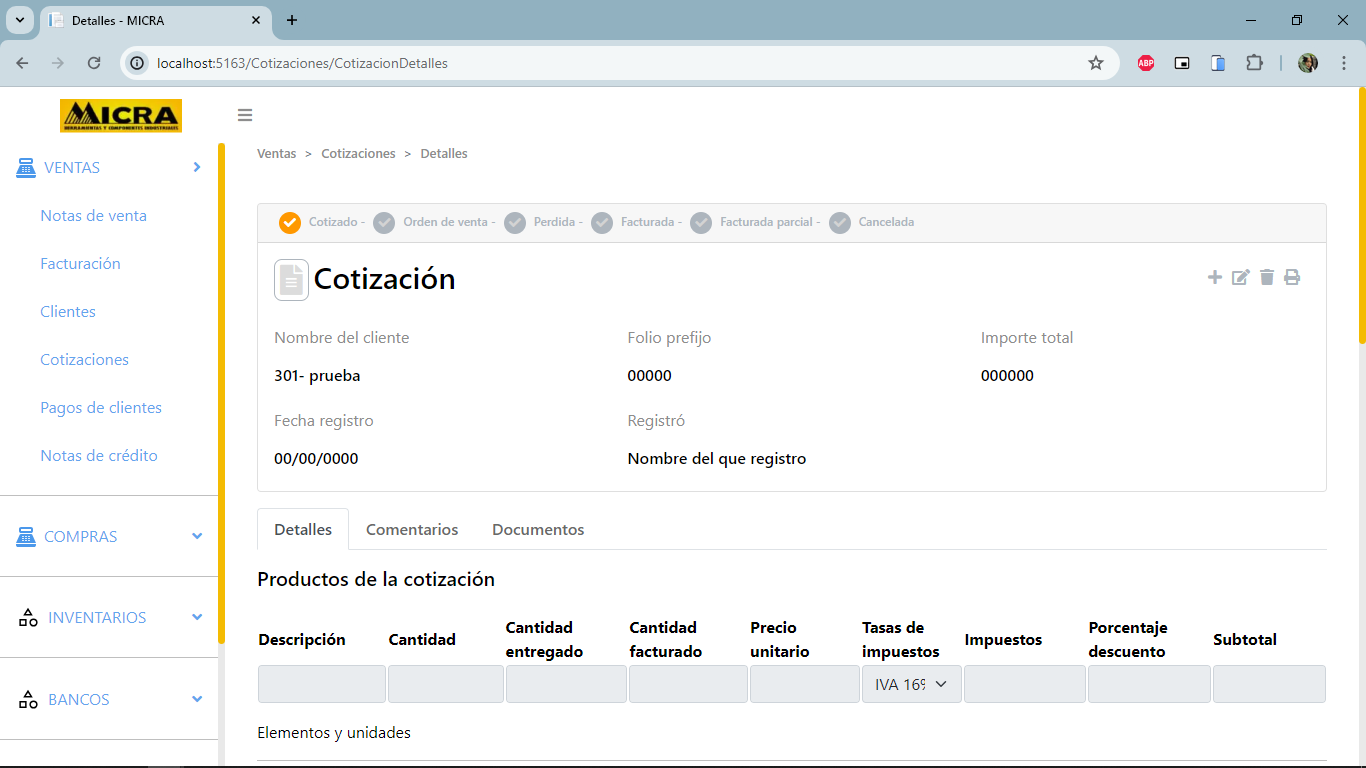 Detalles - MICRA
localhost:5163/Cotizaciones/CotizacionDetalles
ABP
MICRA
HERRAMIENTAS Y COMPONENTES INDUSTRIALES
VENTAS
Notas de venta
Facturación
Clientes
Cotizaciones
Pagos de clientes
Notas de crédito
COMPRAS
INVENTARIOS
BANCOS
Ventas > Cotizaciones > Detalles
Cotizado - Orden de venta - Perdida - Facturada - Facturada parcial - Cancelada
Cotización
Nombre del cliente Folio prefijo Importe total
301- prueba 00000 000000
Fecha registro Registró
00/00/0000 Nombre del que registro
Detalles Comentarios Documentos
Productos de la cotización
Descripción Cantidad Cantidad entregado Cantidad facturado Precio unitario Tasas de impuestos Impuestos Porcentaje descuento Subtotal
IVA 16%
Elementos y unidades